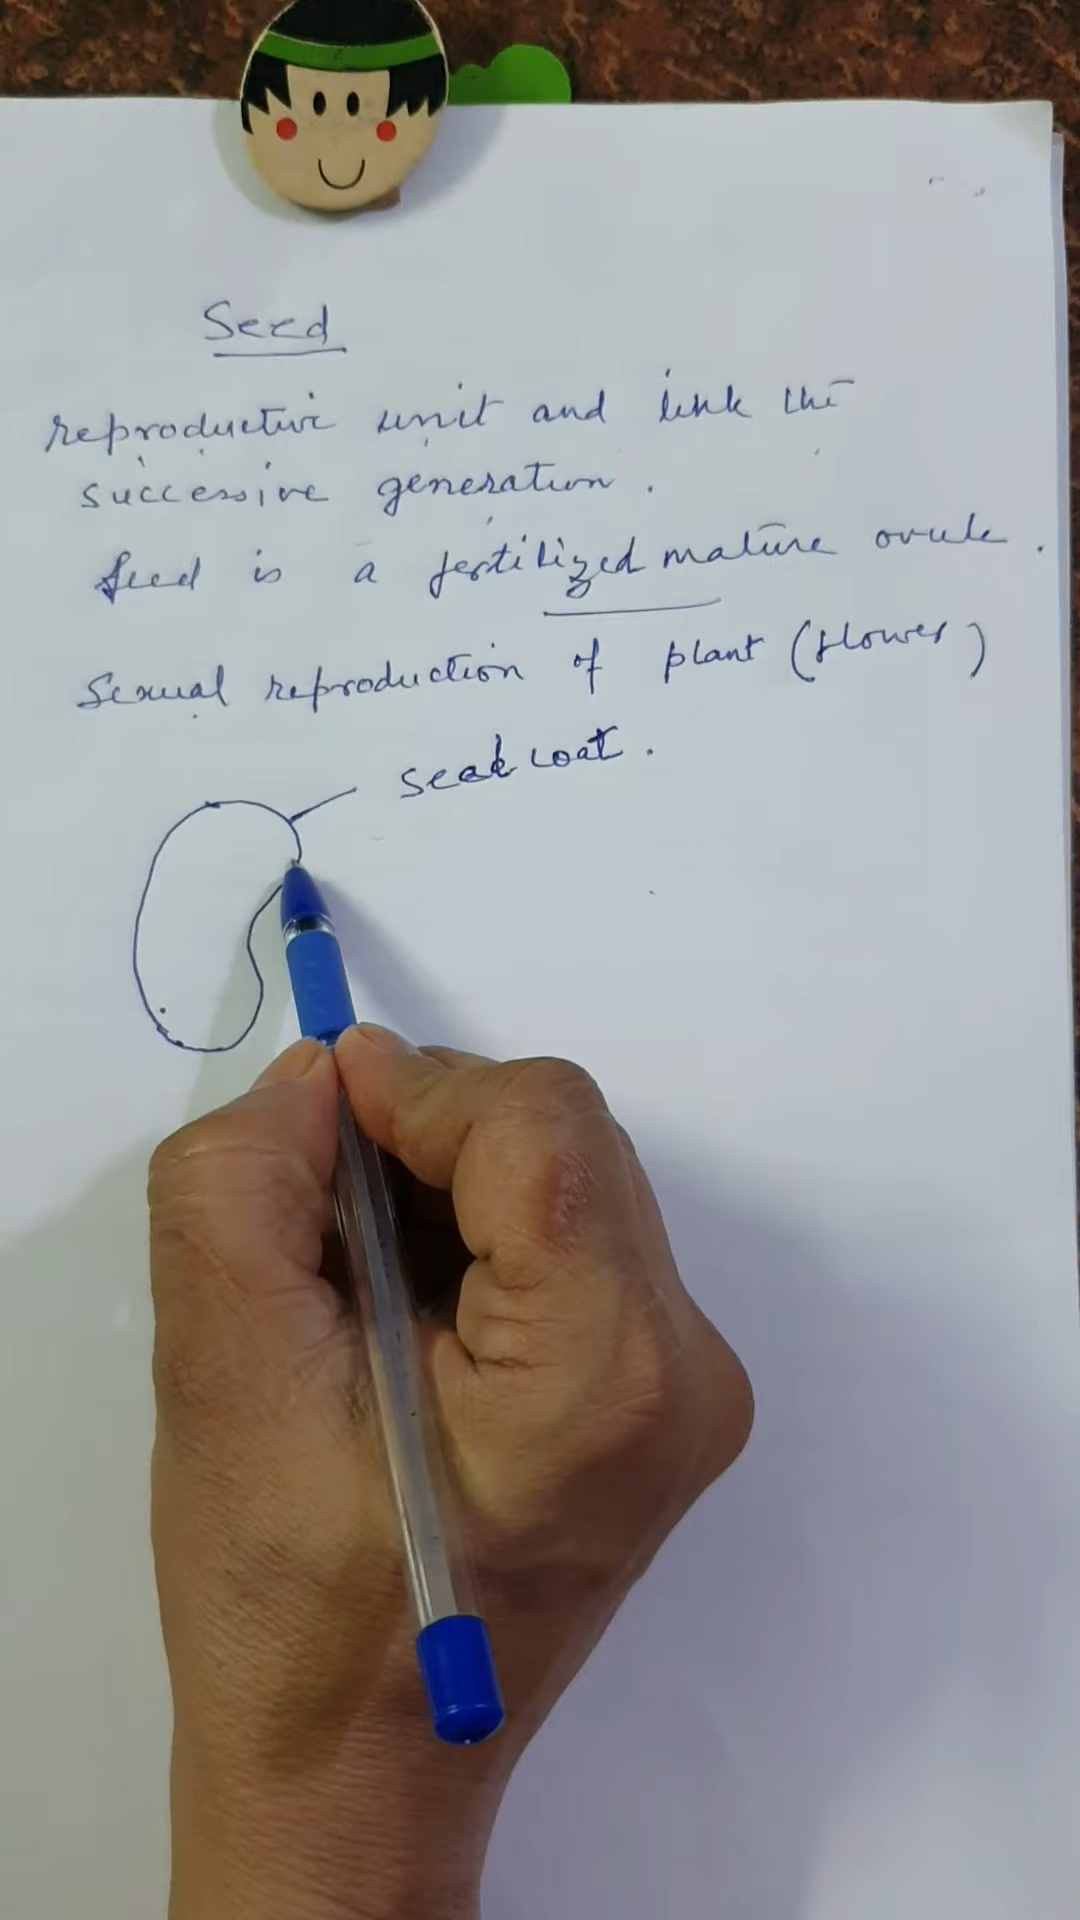 Seed
reproductive unit and link the
successive generation.
Seed is a fertilized mature ovule.
Sexual reproduction of plant (flower)
Seed coat.